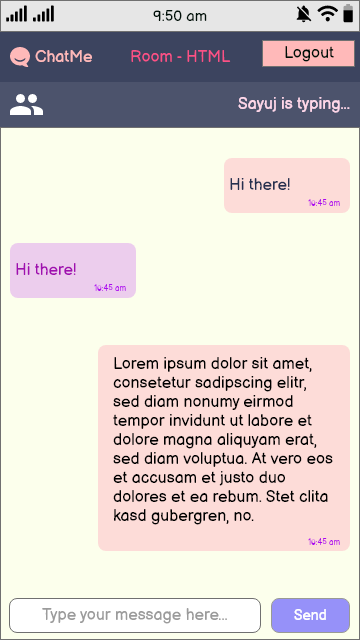 9:50 am
ChatMe
Room - HTML
Logout
Sayuj is typing...
Hi there!
10:45 am
Hi there!
10:45 am
Lorem ipsum dolor sit amet,
consetetur sadipscing elitr,
sed diam nonumy eirmod
tempor invidunt ut labore et
dolore magna aliquyam erat,
sed diam voluptua. At vero eos
et accusam et justo duo
dolores et ea rebum. Stet clita
kasd gubergren, no.
10:45 am
Type your message here...
Send